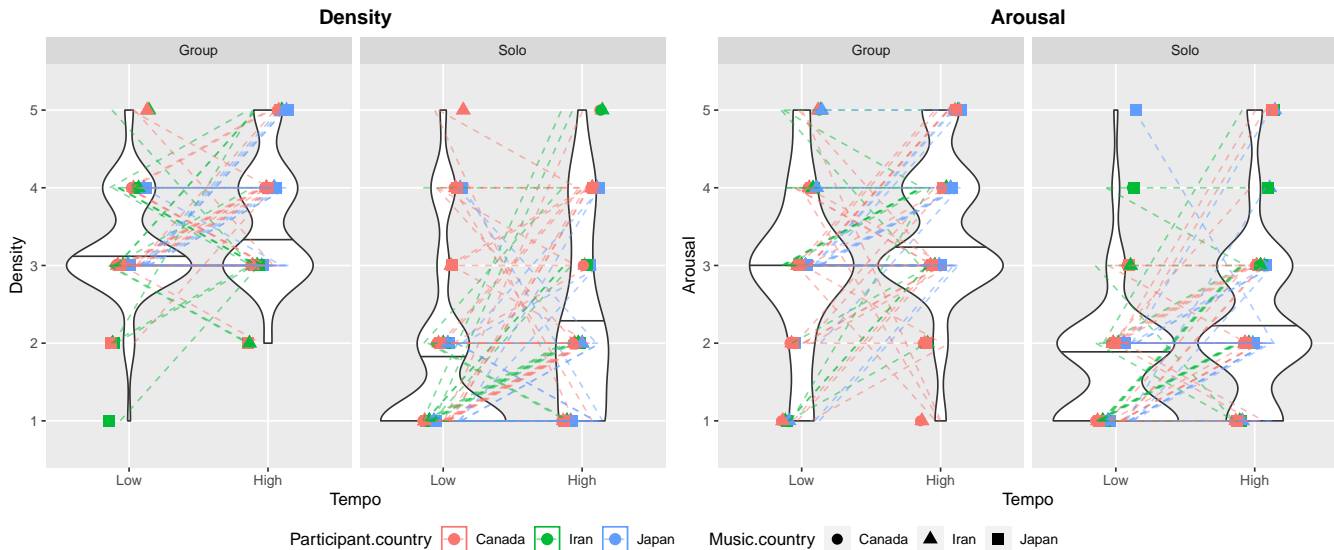 Density
Arousal
Group
Solo
Group
Solo
Density
5
4
3
2
1
Arousal
5
4
3
2
1
Low
High
Low
High
Low
High
Low
High
Tempo
Tempo
Participant.country
Canada
Iran
Japan
Music.country
Canada
Iran
Japan